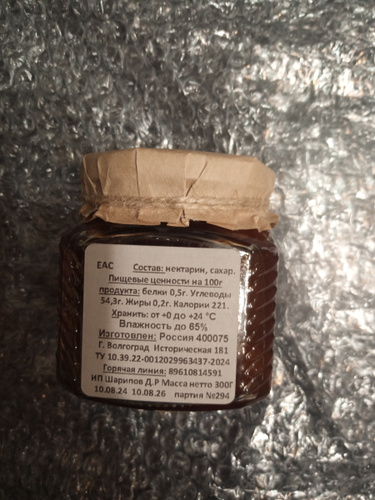 ЕАС Состав: нектарин, сахар.
Пищевые ценности на 100г
продукта: белки 0,5г. Углеводы
54,3г. Жиры 0,2г. Калории 221.
Хранить: от +0 до +24 °С
Влажность до 65%
Изготовлен: Россия 400075
Г. Волгоград Историческая 181
ТУ 10.39.22-0012029963437-2024
Горячая линия: 89610814591
ИП Шарипов Д.Р Масса нетто 300Г
10.08.24 10.08.26 партия №294